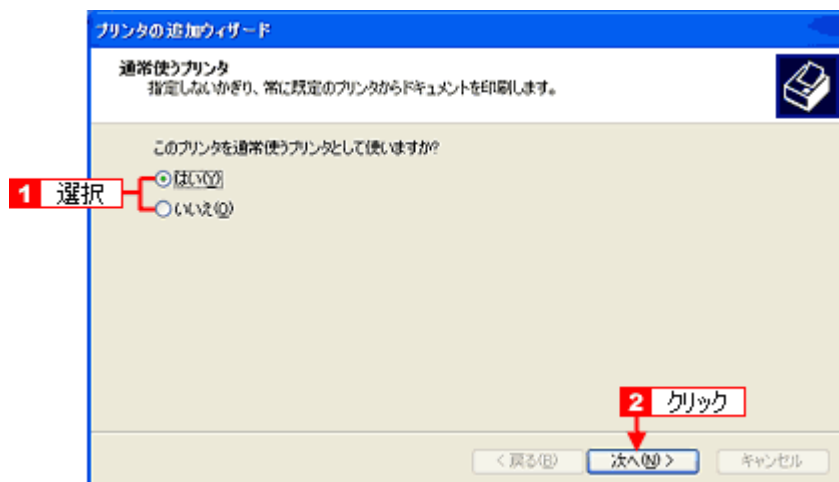 プリンタの追加ウィザード
通常使うプリンタ
指定しないかぎり、常に既定のプリンタからドキュメントを印刷します。
このプリンタを通常使うプリンタとして使いますか?
はい(Y)
1 選択
いいえ(O)
2 クリック
< 戻る(B) 次へ(N) > キャンセル